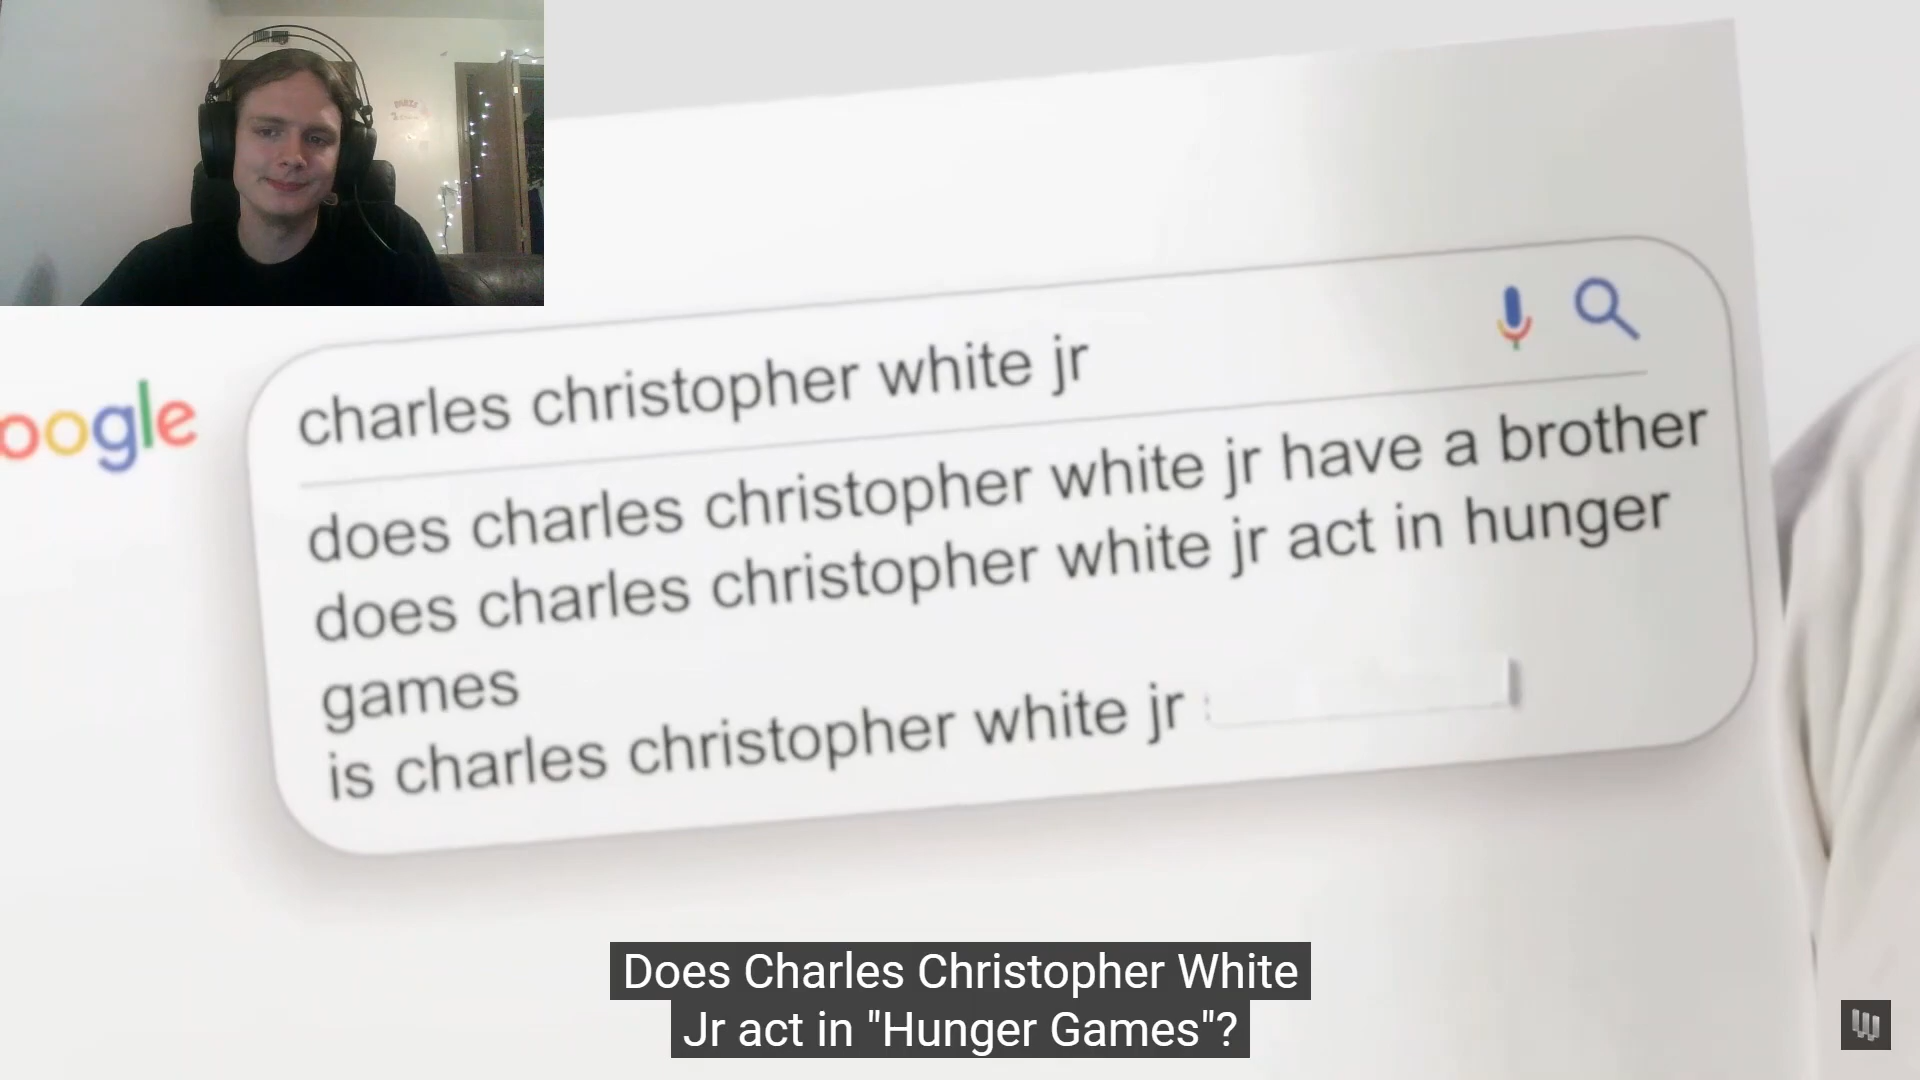 oogle
charles christopher white jr
does charles christopher white jr have a brother
does charles christopher white jr act in hunger
games
is charles christopher white jr
Does Charles Christopher White
Jr act in "Hunger Games"?